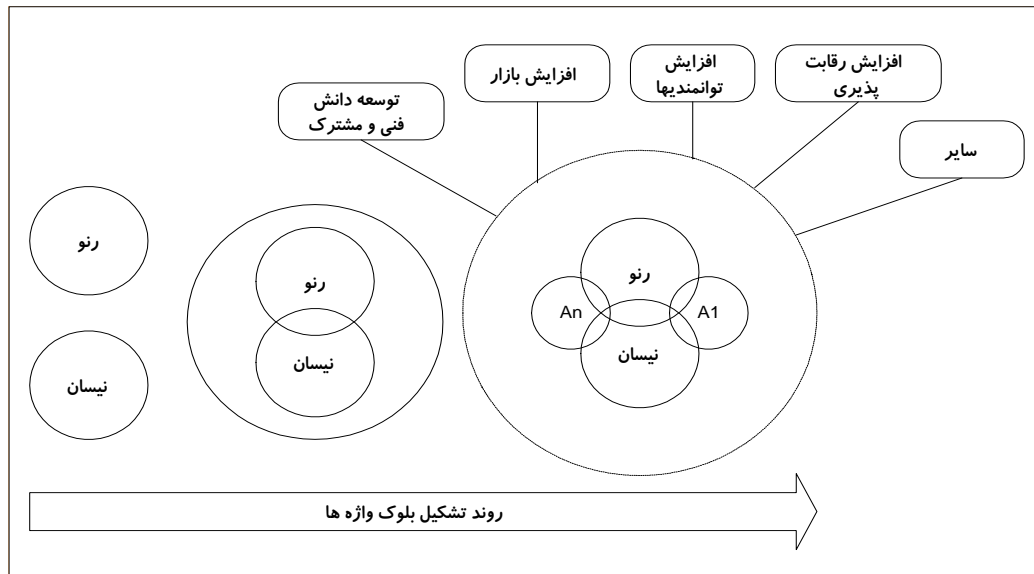 افزایش رقابت
پذیری
افزایش
توانمندیها
افزایش بازار
توسعه دانش
فنی و مشترک
سایر
رنو
نیسان
رنو
نیسان
رنو
An
A1
نیسان
روند تشکیل بلوک واژه ها